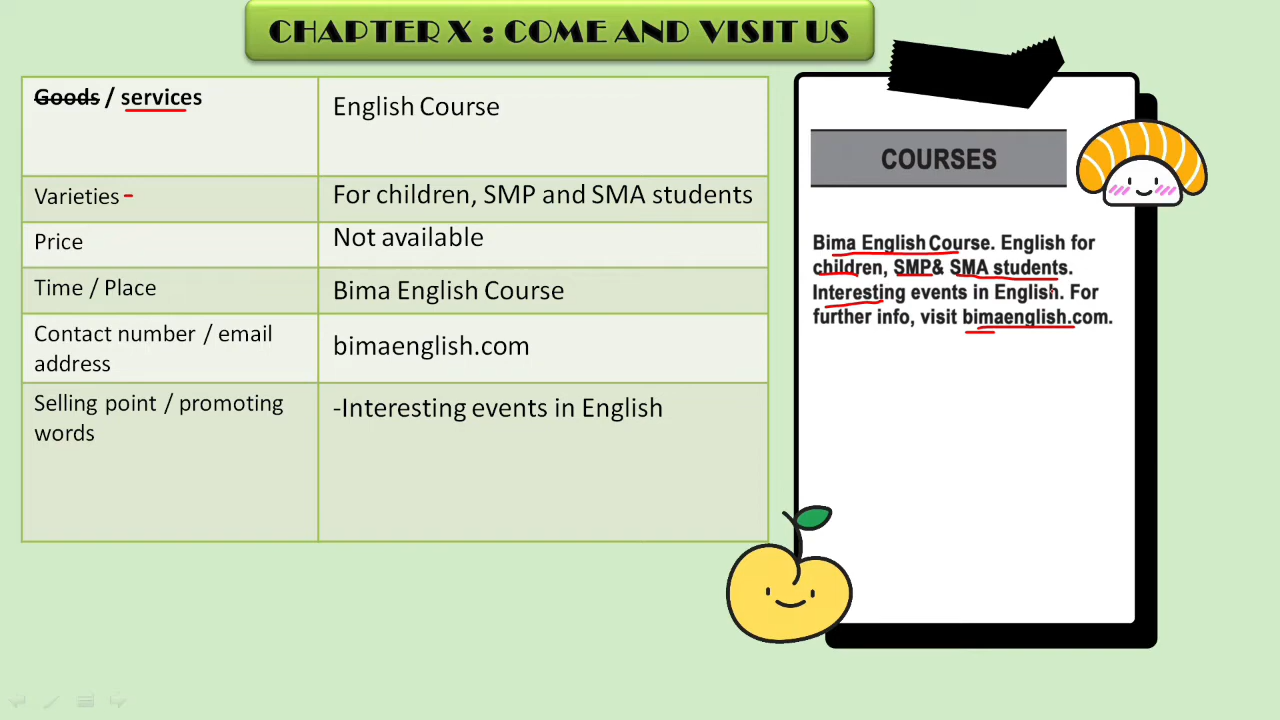 CHAPTER X : COME AND VISIT US
Goods / services
English Course
Varieties
For children, SMP and SMA students
Price
Not available
Time / Place
Bima English Course
Contact number / email
address
bimaenglish.com
Selling point / promoting
words
-Interesting events in English
COURSES
Bima English Course. English for
children, SMP& SMA students.
Interesting events in English. For
further info, visit bimaenglish.com.